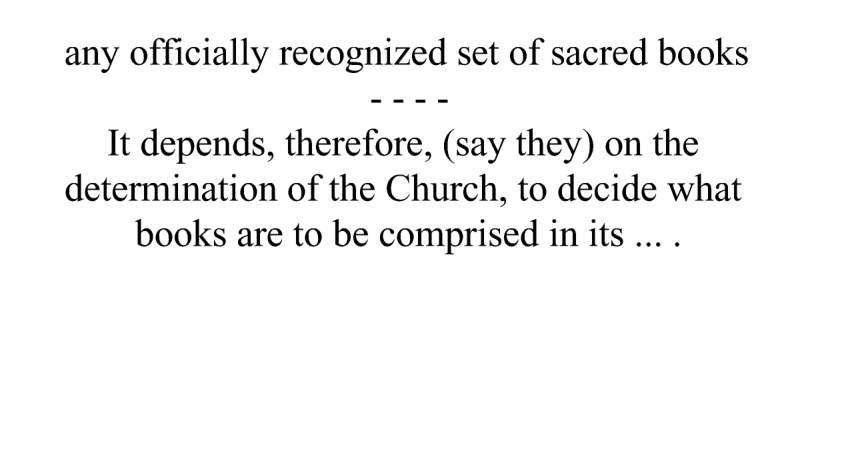 any officially recognized set of sacred books
- - - -
It depends, therefore, (say they) on the
determination of the Church, to decide what
books are to be comprised in its ... .